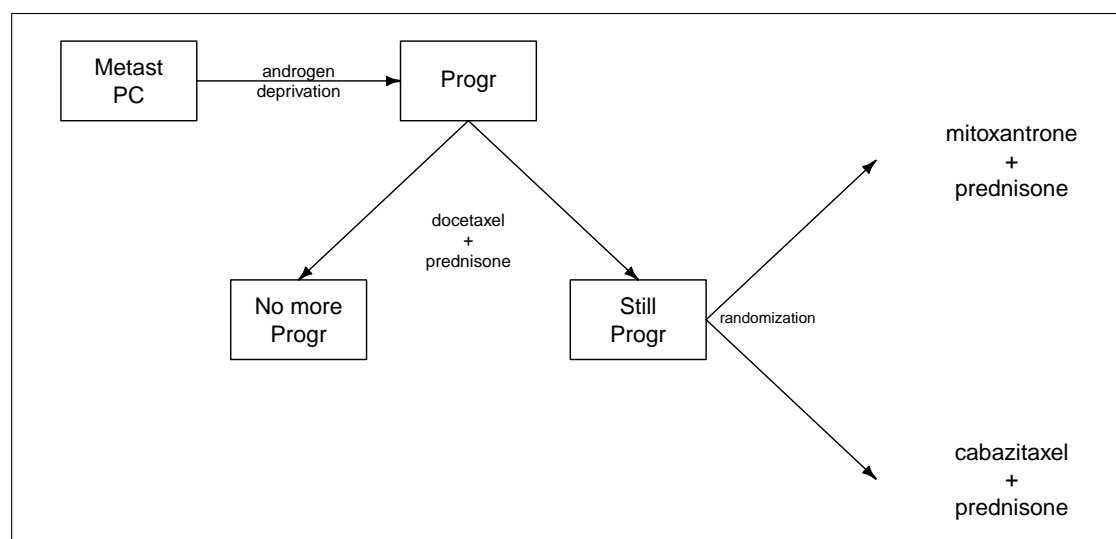 Metast
PC
androgen
deprivation
Progr
docetaxel
+
prednisone
No more
Progr
Still
Progr
randomization
mitoxantrone
+
prednisone
cabazitaxel
+
prednisone